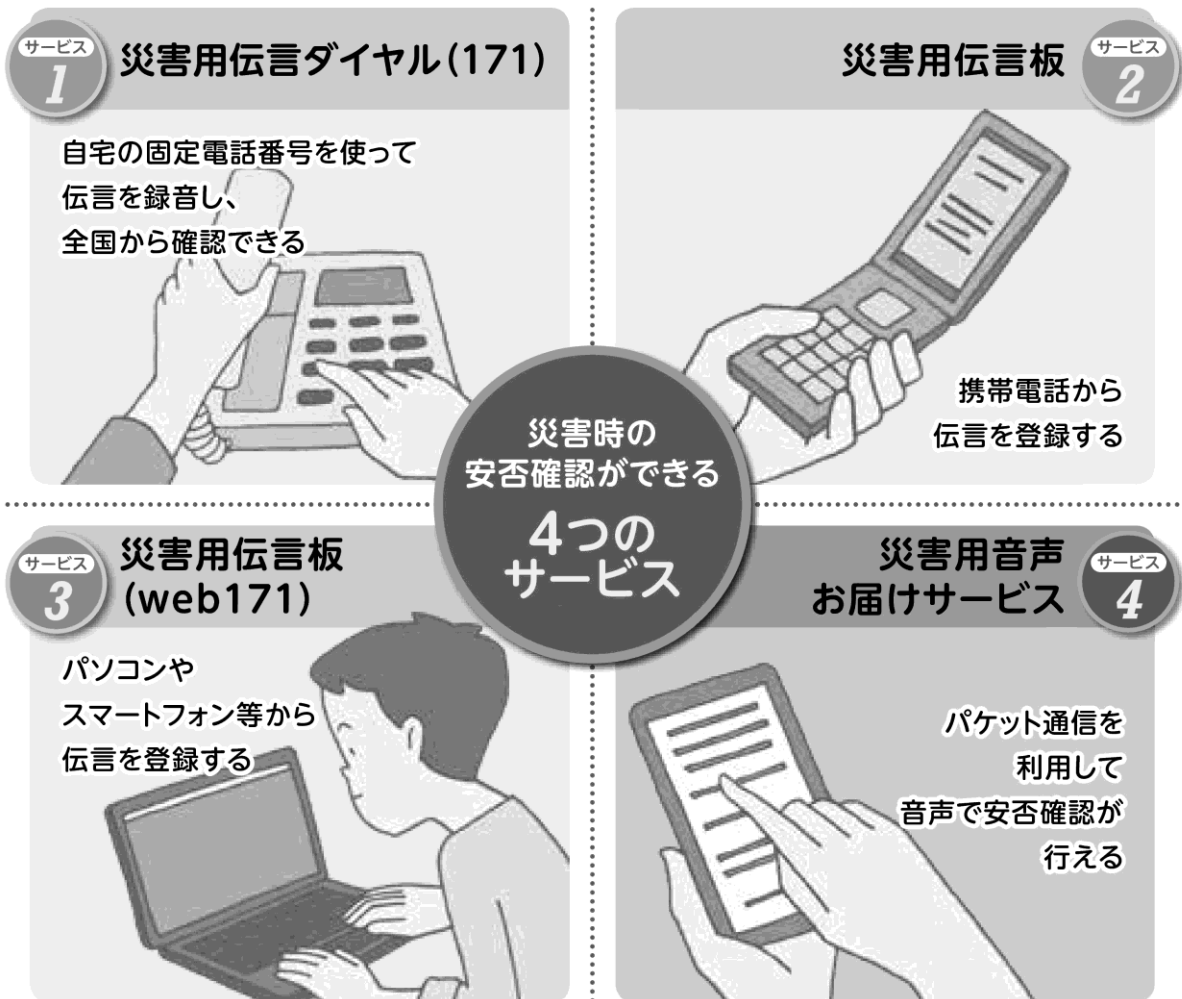 サービス
1
災害用伝言ダイヤル(171)
自宅の固定電話番号を使って
伝言を録音し、
全国から確認できる
災害用伝言板
サービス
2
携帯電話から
伝言を登録する
災害時の
安否確認ができる
4つの
サービス
サービス
3
災害用伝言板
(web171)
パソコンや
スマートフォン等から
伝言を登録する
災害用音声
お届けサービス
サービス
4
パケット通信を
利用して
音声で安否確認が
行える